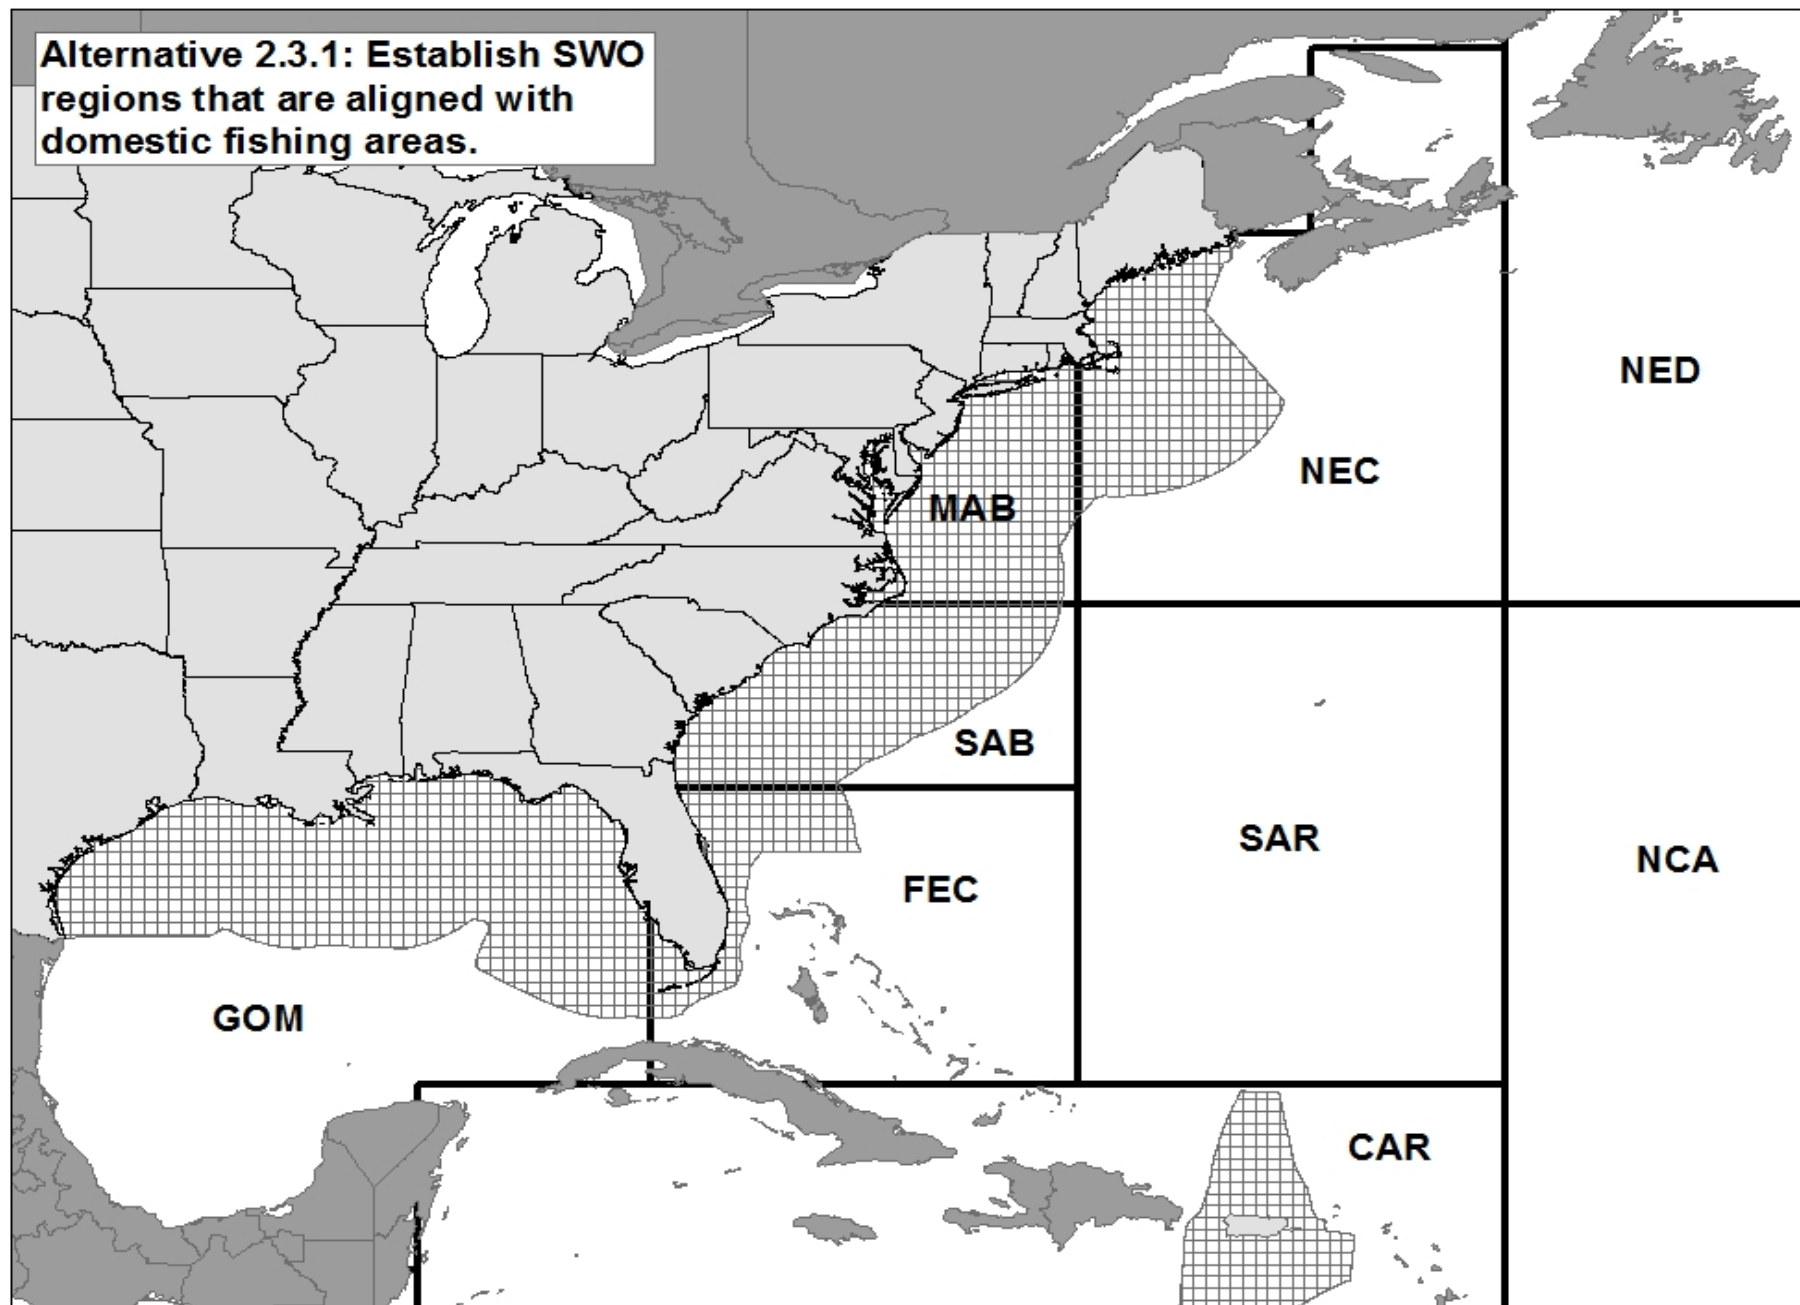 Alternative 2.3.1: Establish SWO
regions that are aligned with
domestic fishing areas.
NED
NEC
MAB
SAB
SAR
NCA
FEC
GOM
CAR